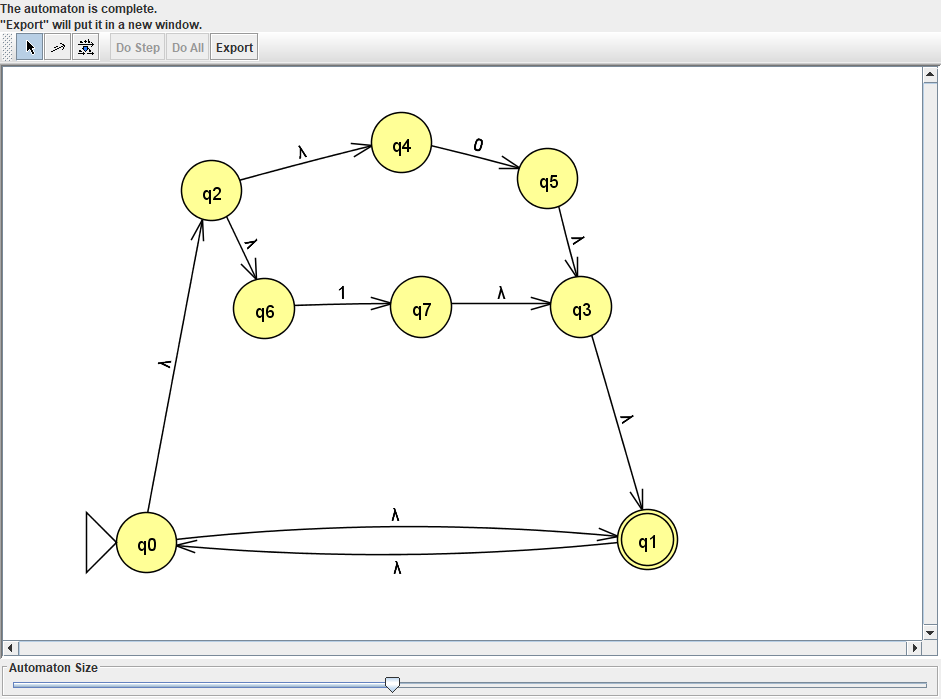 The automaton is complete.
"Export" will put it in a new window.
Do Step Do All Export
λ q4 0
q2 q5
λ λ
q6 1 q7 λ q3
λ
λ
λ
q0 q1
λ
Automaton Size